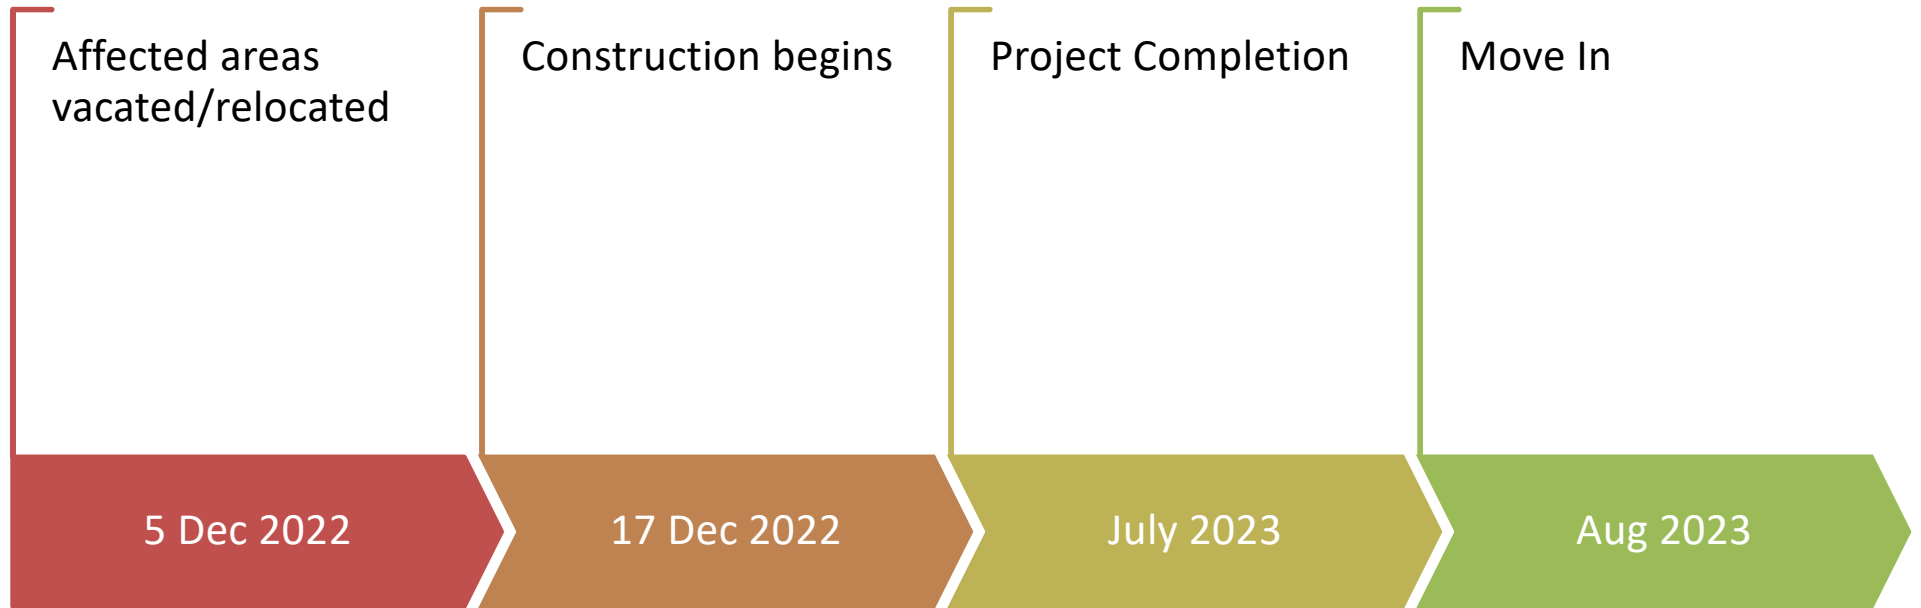 Affected areas
vacated/relocated
Construction begins
Project Completion
Move In
5 Dec 2022
17 Dec 2022
July 2023
Aug 2023